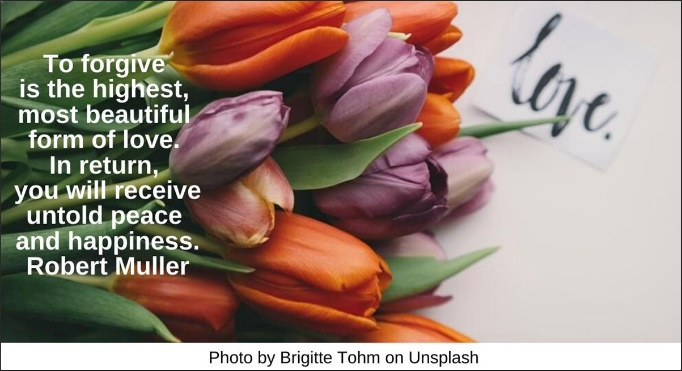 To forgive
is the highest,
most beautiful
form of love.
In return,
you will receive
untold peace
and happiness.
Robert Muller
love.
Photo by Brigitte Tohm on Unsplash